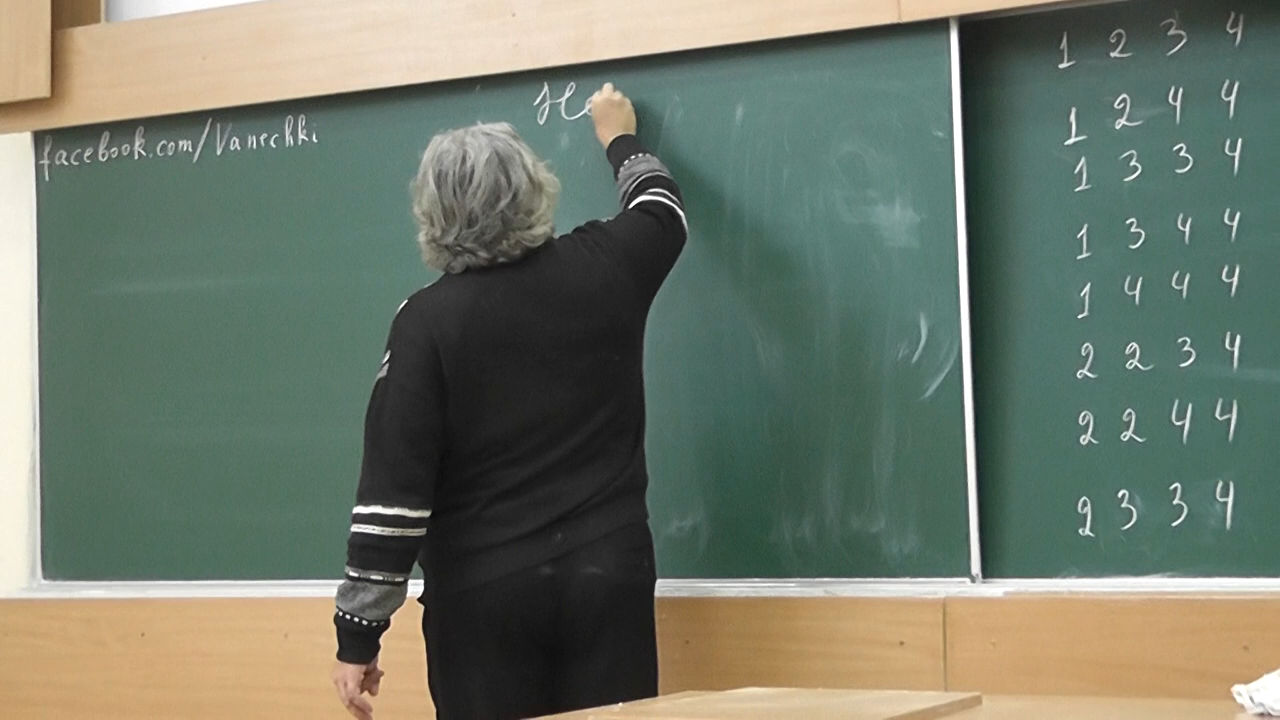 facebook.com/Vanechki
1 2 3 4
1 2 4 4
1 3 3 4
1 3 4 4
1 4 4 4
2 2 3 4
2 2 4 4
2 3 3 4